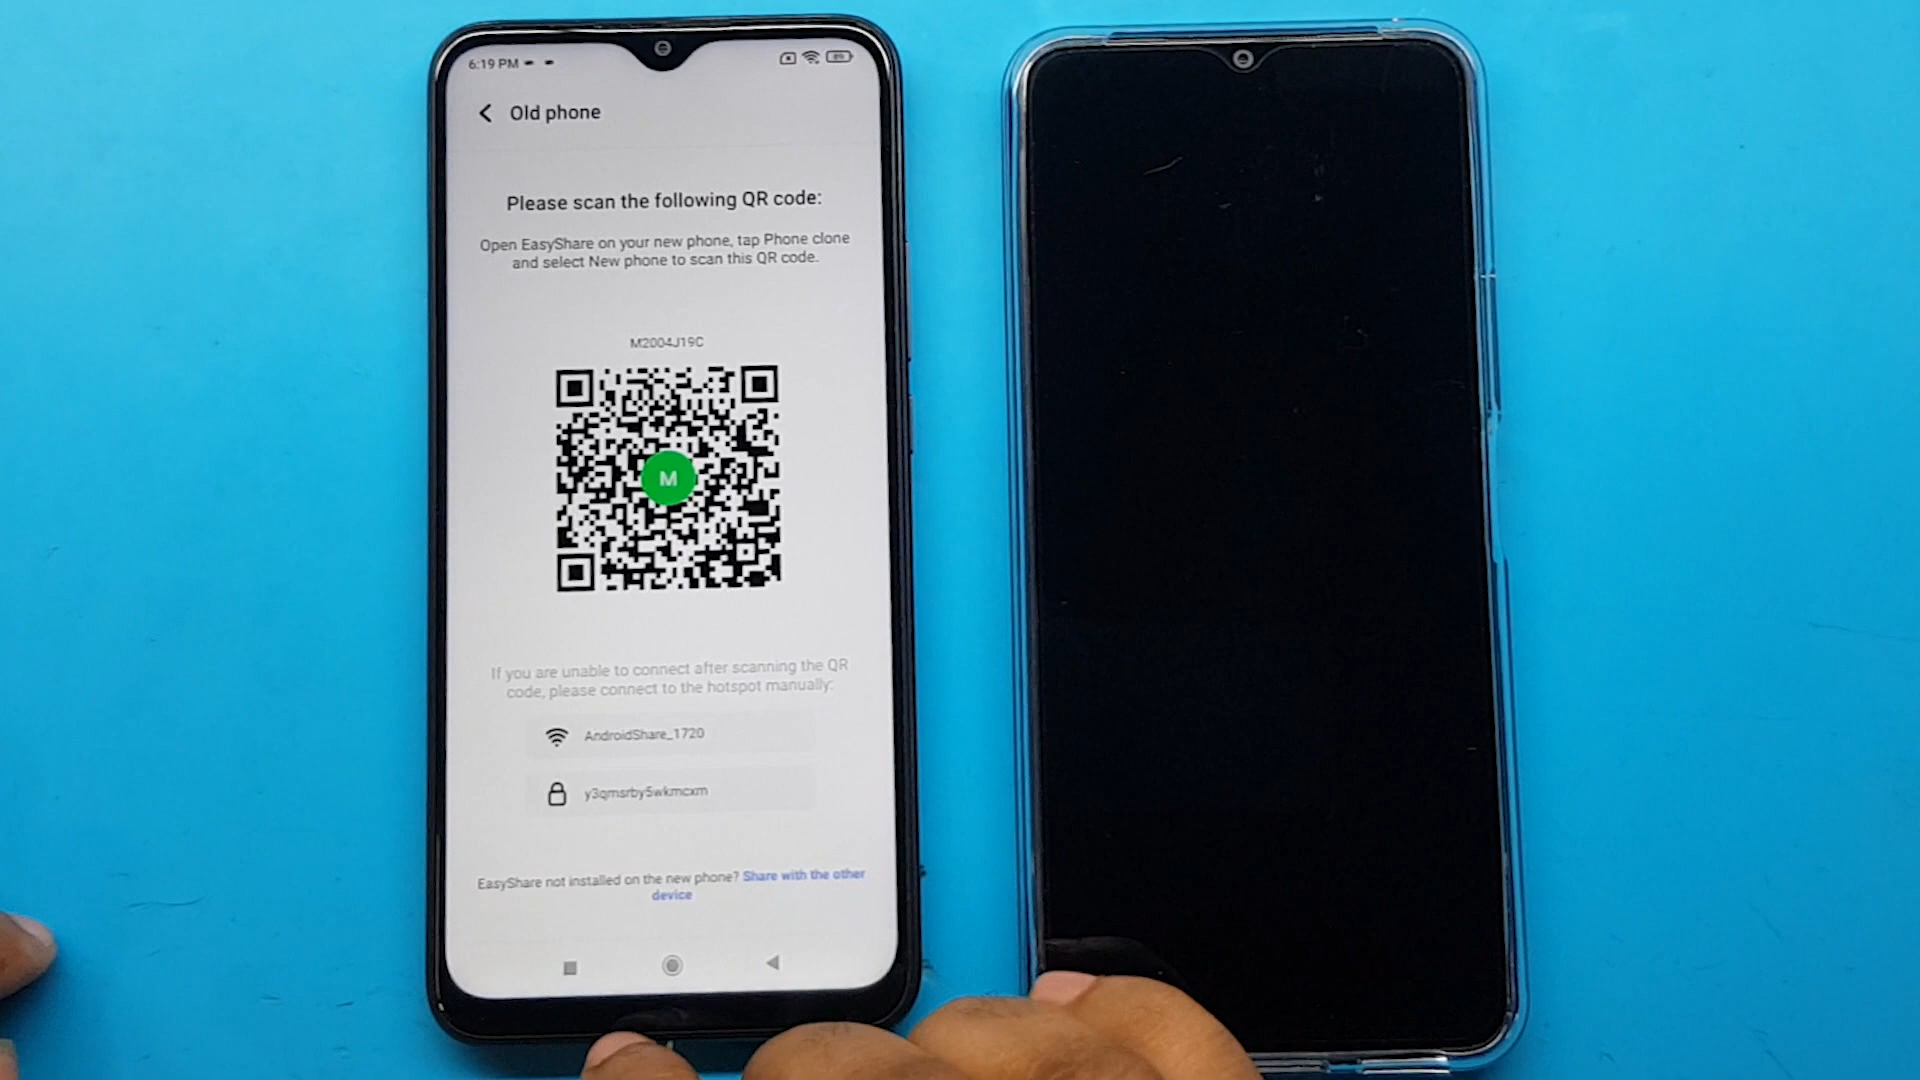 6:19 PM
89
Old phone
Please scan the following QR code:
Open EasyShare on your new phone, tap Phone clone
and select New phone to scan this QR code.
M2004J19C
M
If you are unable to connect after scanning the QR
code, please connect to the hotspot manually:
AndroidShare_1720
y3qmsrby5wkmcxm
EasyShare not installed on the new phone? Share with the other
device